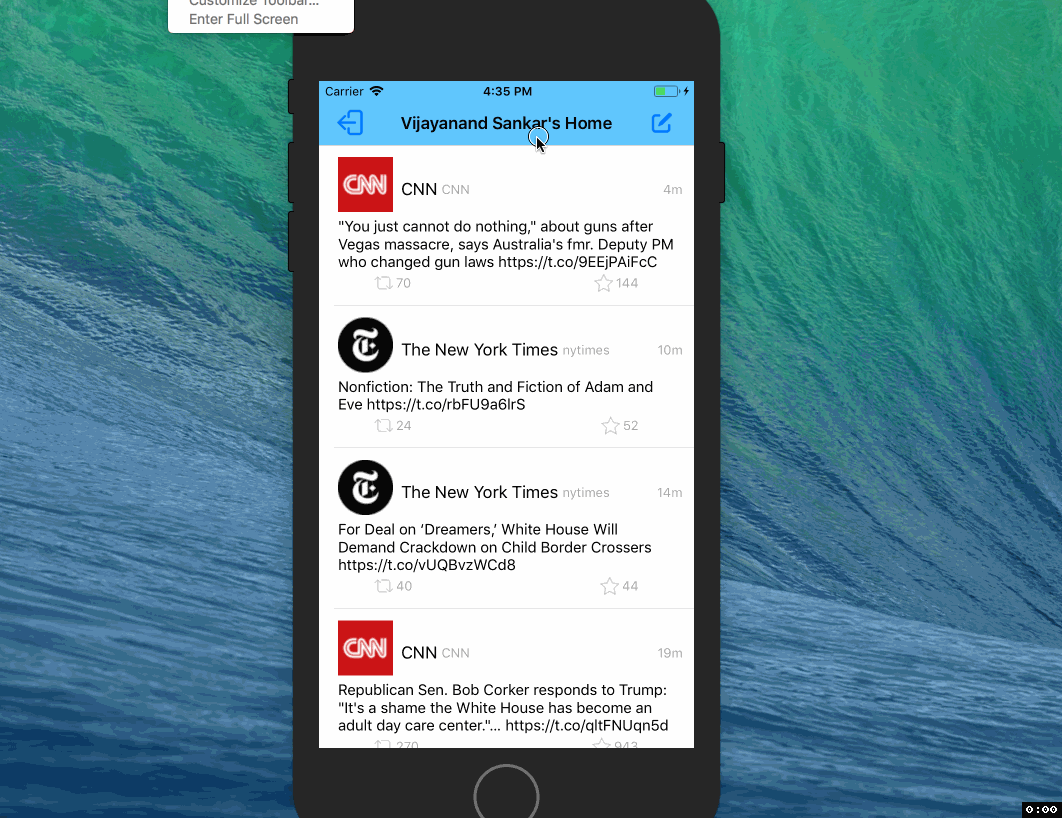 Customize Toolbar...
Enter Full Screen
Carrier 4:35 PM
Vijayanand Sankar's Home
CNN
CNN CNN 4m
"You just cannot do nothing," about guns after
Vegas massacre, says Australia's fmr. Deputy PM
who changed gun laws https://t.co/9EEjPAiFcC
70 144
The New York Times nytimes 10m
Nonfiction: The Truth and Fiction of Adam and
Eve https://t.co/rbFU9a6lrS
24 52
The New York Times nytimes 14m
For Deal on ‘Dreamers,’ White House Will
Demand Crackdown on Child Border Crossers
https://t.co/vUQBvzWCd8
40 44
CNN
CNN CNN 19m
Republican Sen. Bob Corker responds to Trump:
"It's a shame the White House has become an
adult day care center."... https://t.co/qltFNUqn5d
270 943
0:00